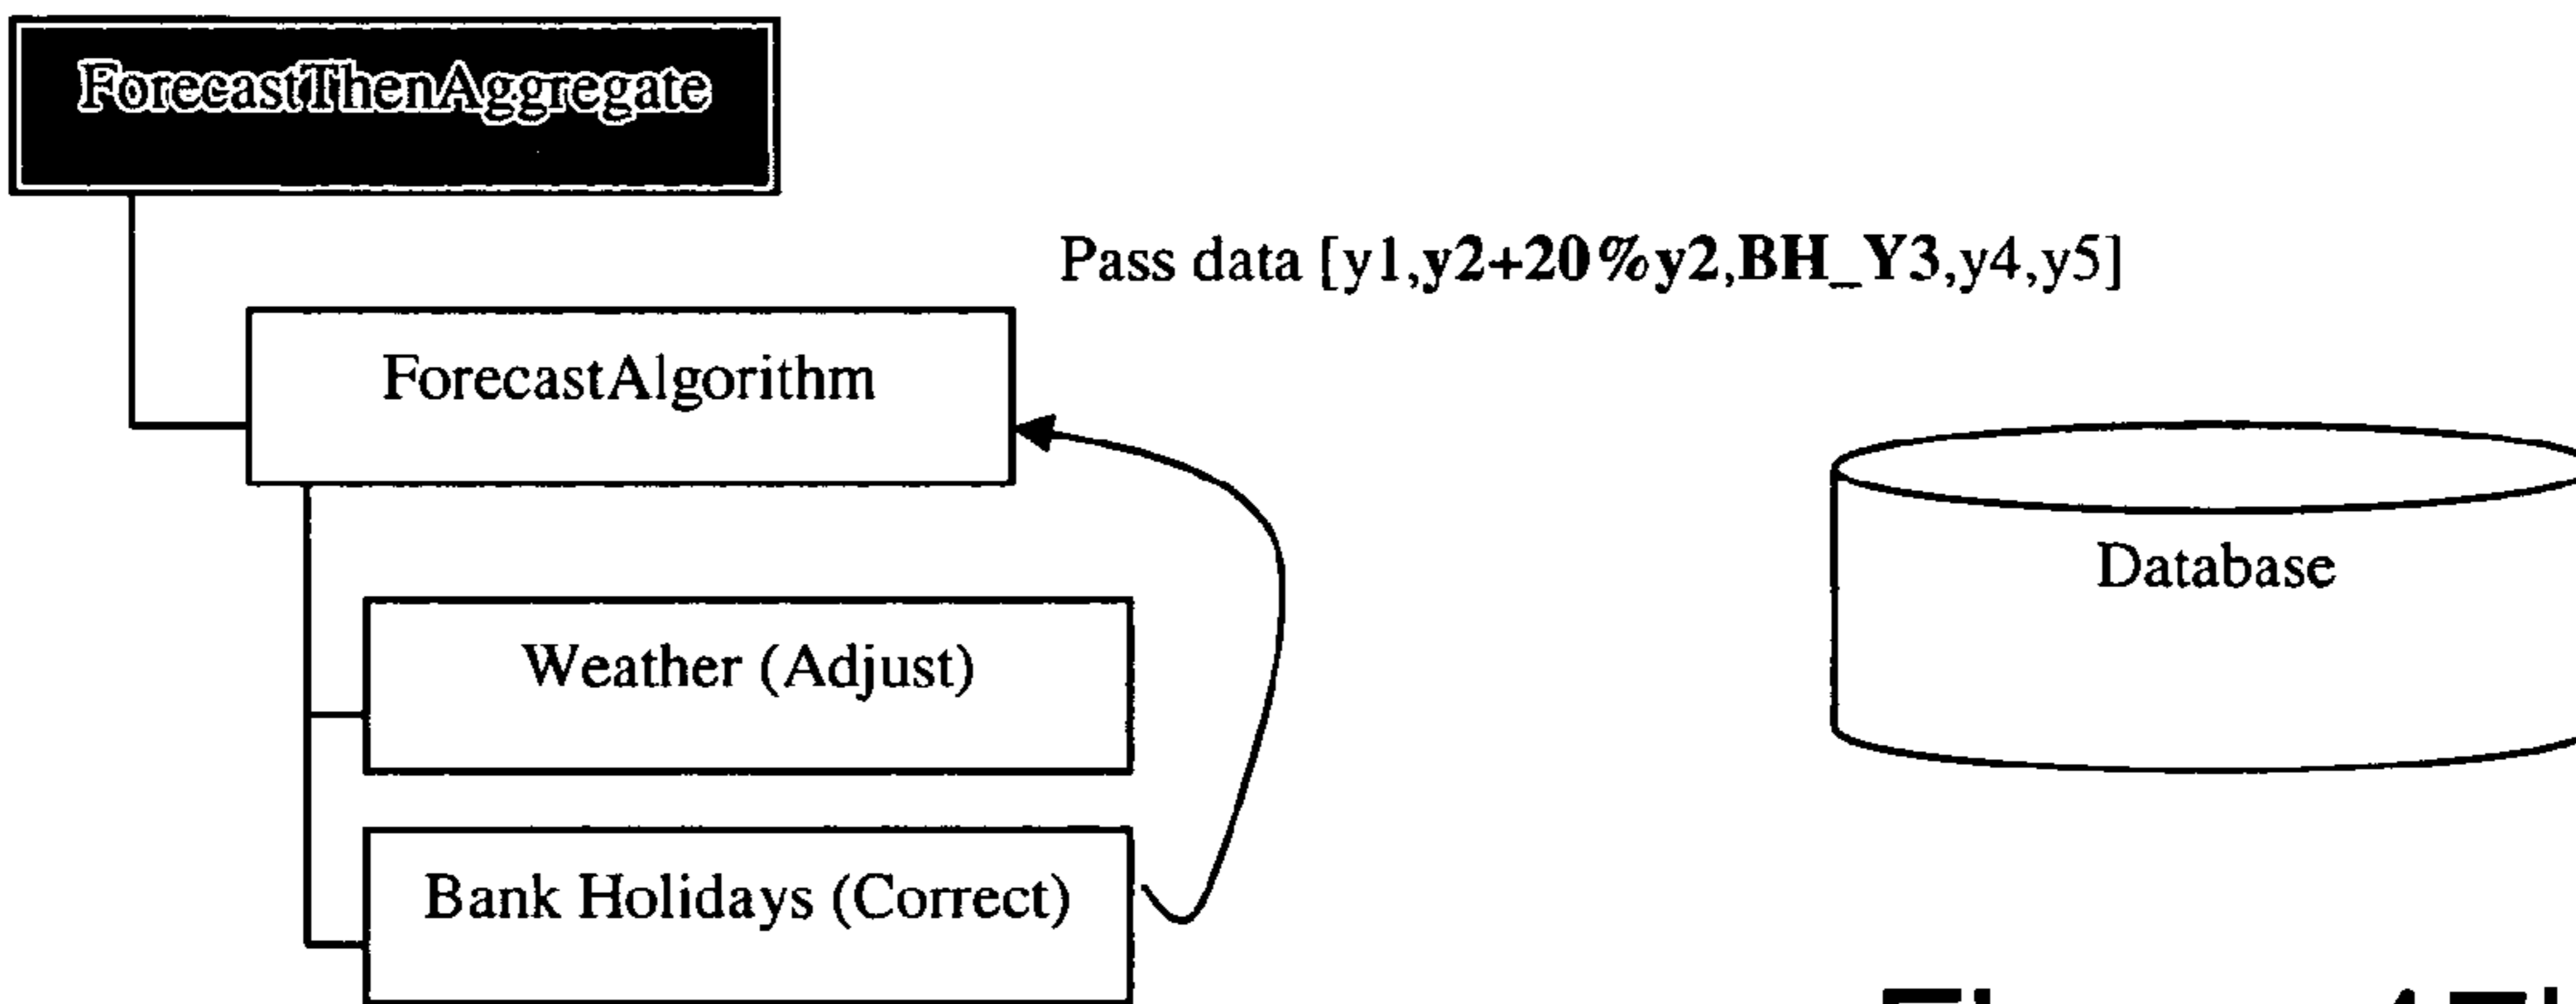 ForecastThenAggregate
Pass data [y1,y2+20%y2,BH_Y3,y4,y5]
ForecastAlgorithm
Database
Weather (Adjust)
Bank Holidays (Correct)